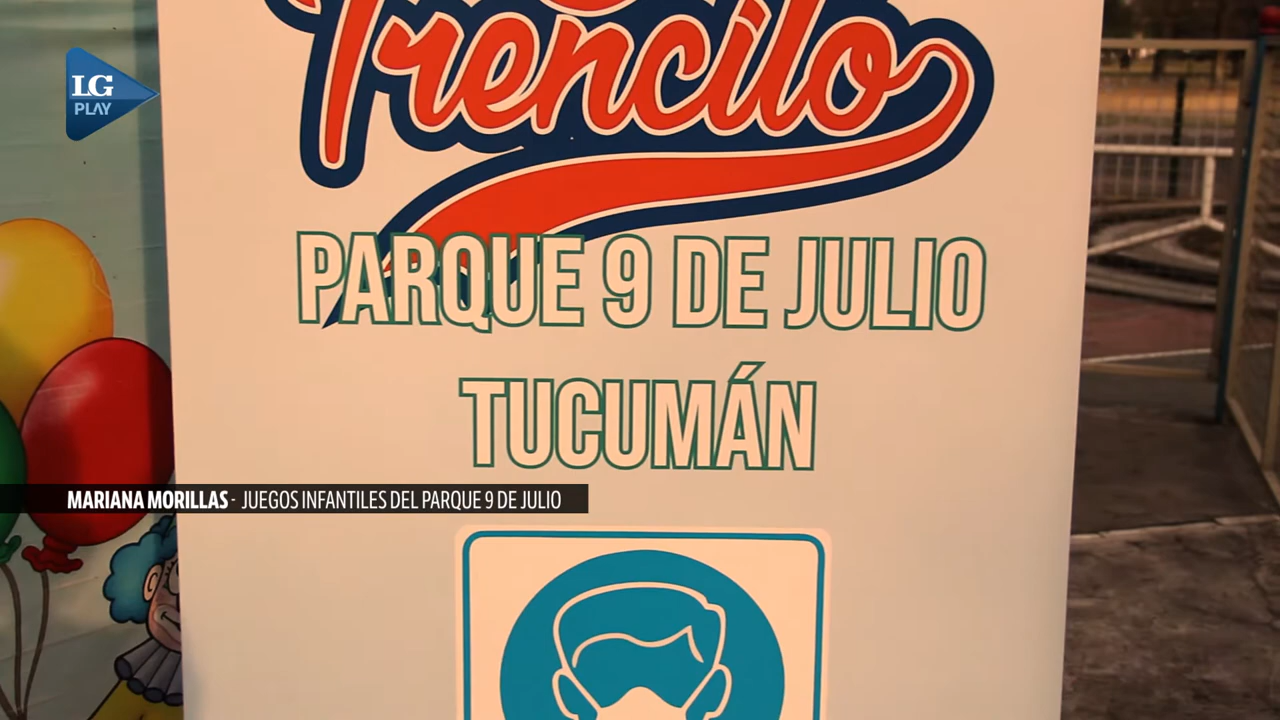 LG
PLAY
Trencito
PARQUE 9 DE JULIO
TUCUMÁN
MARIANA MORILLAS - JUEGOS INFANTILES DEL PARQUE 9 DE JULIO